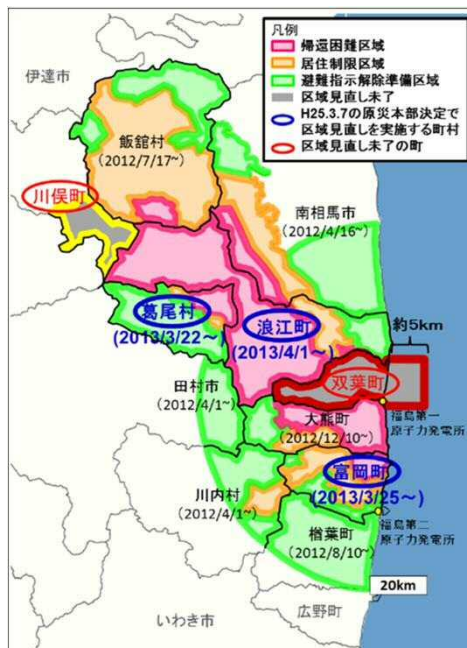 凡例
帰還困難区域
居住制限区域
避難指示解除準備区域
区域見直し未了
H25.3.7の原災本部決定で
区域見直しを実施する町村
区域見直し未了の町
伊達市
飯舘村
(2012/7/17~)
川俣町
南相馬市
(2012/4/16~)
葛尾村
(2013/3/22~)
浪江町
(2013/4/1~)
約5km
双葉町
田村市
(2012/4/1~)
大熊町
(2012/12/10~)
福島第一
原子力発電所
富岡町
(2013/3/25~)
川内村
(2012/4/1~)
福島第二
原子力発電所
楢葉町
(2012/8/10~)
20km
いわき市
広野町